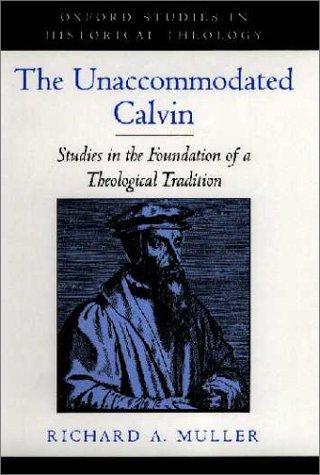 OXFORD STUDIES IN
HISTORICAL THEOLOGY
The Unaccommodated
Calvin
Studies in the Foundation of a
Theological Tradition
RICHARD A. MULLER